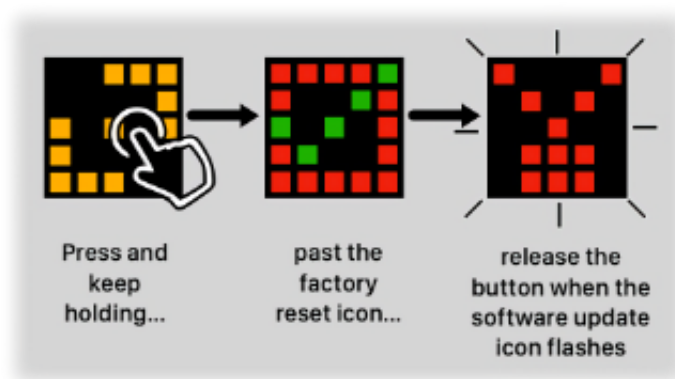 Press and
keep
holding...
past the
factory
reset icon...
release the
button when the
software update
icon flashes